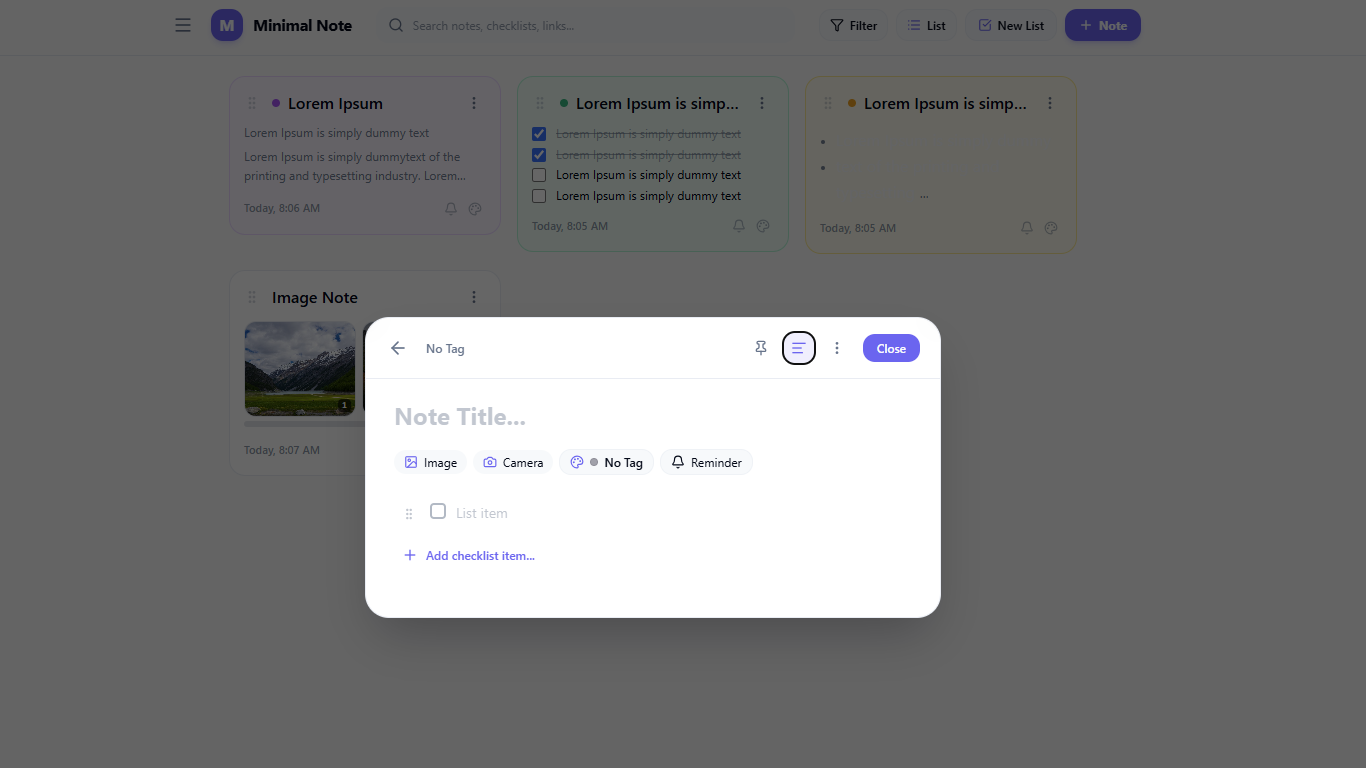 M Minimal Note Search notes, checklists, links... Filter List New List + Note
Lorem Ipsum
Lorem Ipsum is simply dummy text
Lorem Ipsum is simply dummytext of the
printing and typesetting industry. Lorem...
Today, 8:06 AM
Lorem Ipsum is simp...
Lorem Ipsum is simply dummy text
Lorem Ipsum is simply dummy text
Lorem Ipsum is simply dummy text
Lorem Ipsum is simply dummy text
Today, 8:05 AM
Lorem Ipsum is simp...
...
Today, 8:05 AM
Image Note
1
Today, 8:07 AM
No Tag Close
Note Title...
Image Camera No Tag Reminder
List item
+ Add checklist item...